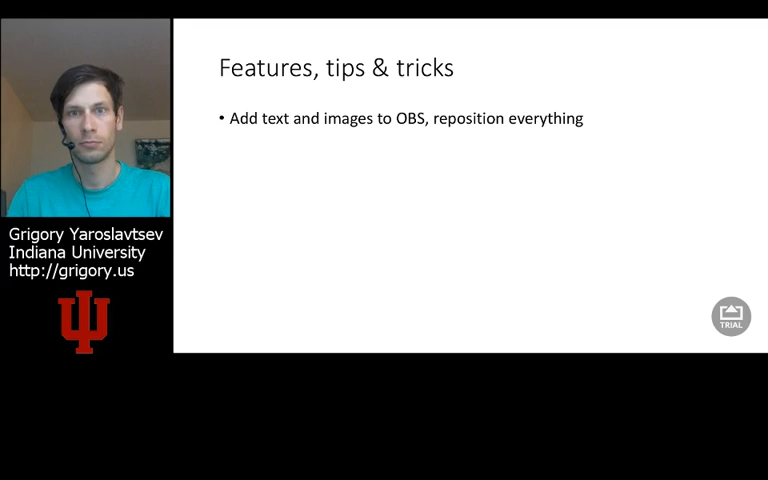 Features, tips & tricks
• Add text and images to OBS, reposition everything
Grigory Yaroslavtsev
Indiana University
http://grigory.us
TRIAL